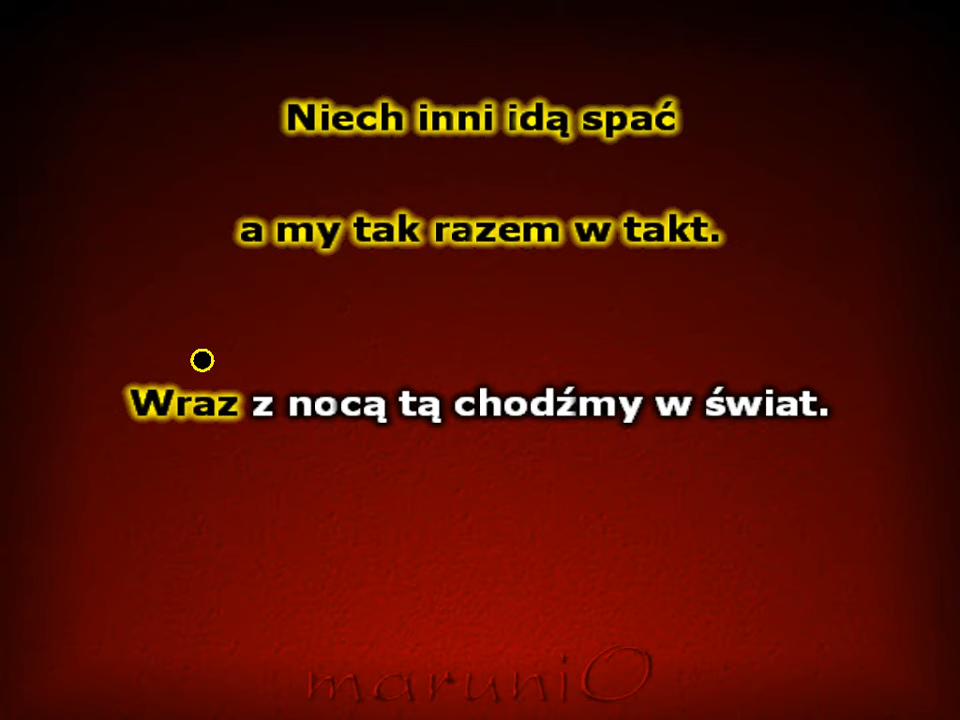 Niech inni idą spać
a my tak razem w takt.
Wraz z nocą tą chodźmy w świat.
maruniO